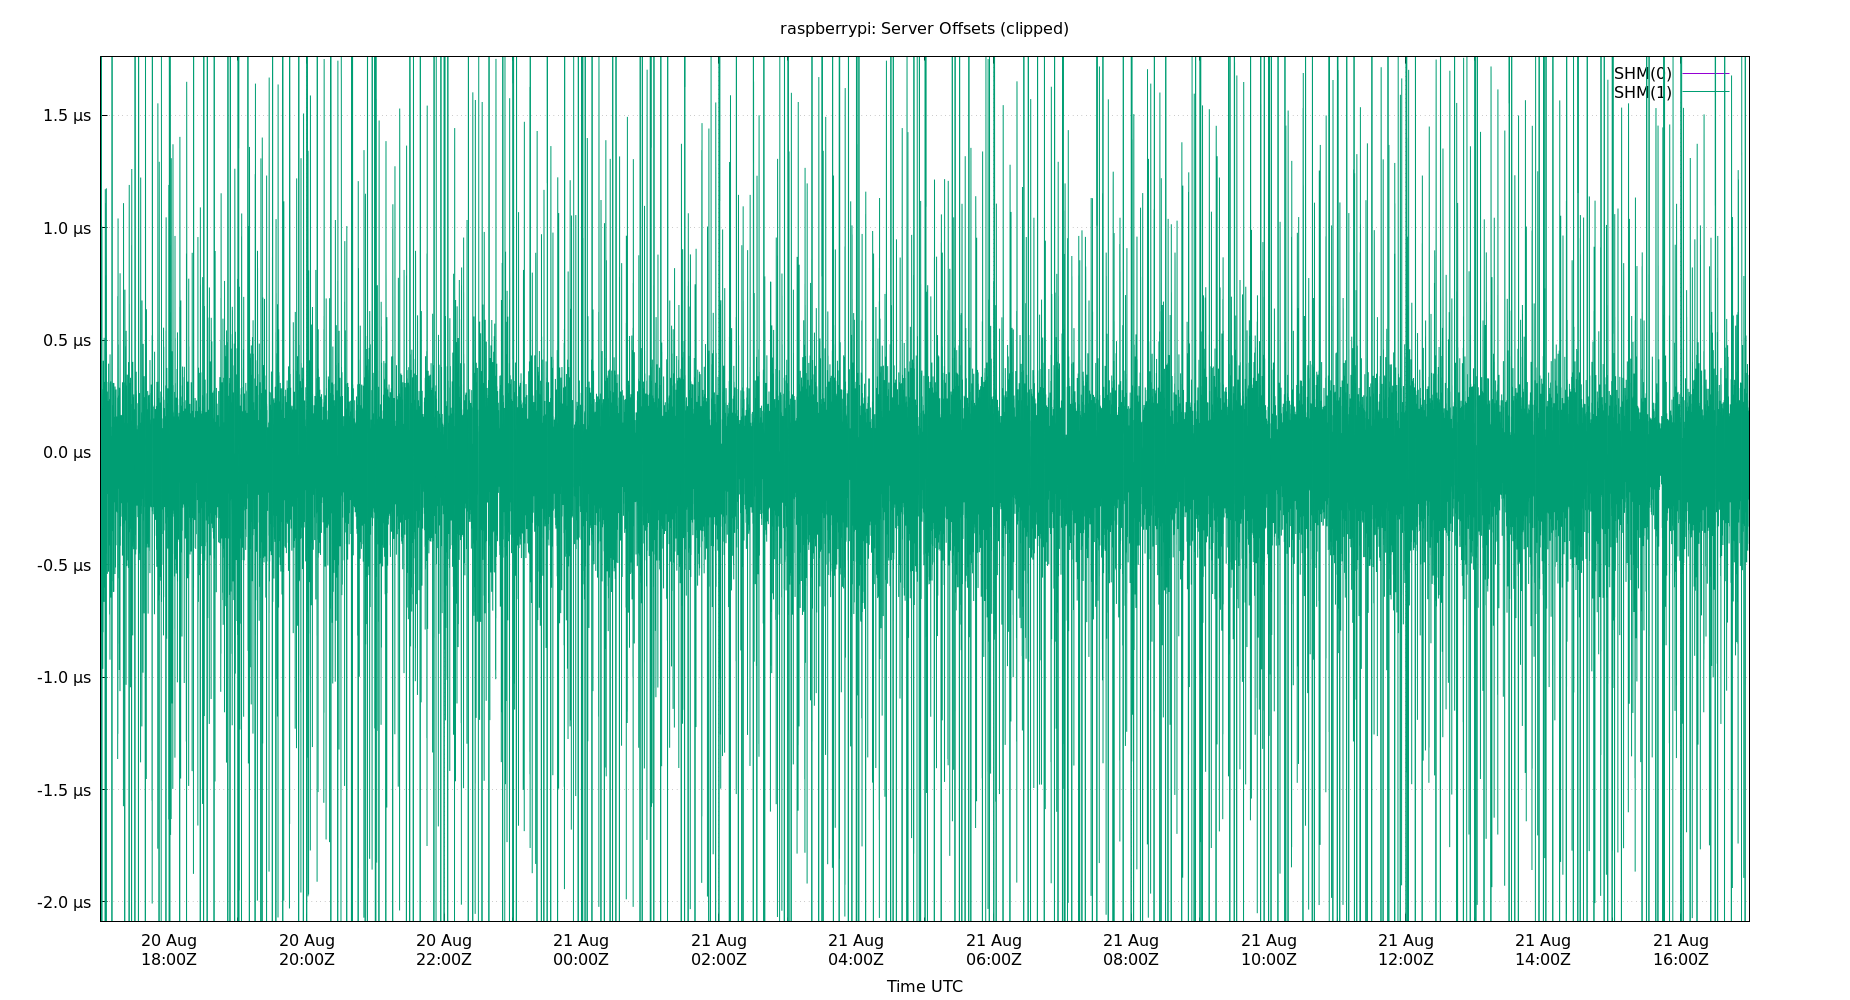 raspberrypi: Server Offsets (clipped)
SHM(0)
SHM(1)
1.5 µs
1.0 µs
0.5 µs
0.0 µs
-0.5 µs
-1.0 µs
-1.5 µs
-2.0 µs
20 Aug 20 Aug 20 Aug 21 Aug 21 Aug 21 Aug 21 Aug 21 Aug 21 Aug 21 Aug 21 Aug 21 Aug
18:00Z 20:00Z 22:00Z 00:00Z 02:00Z 04:00Z 06:00Z 08:00Z 10:00Z 12:00Z 14:00Z 16:00Z
Time UTC